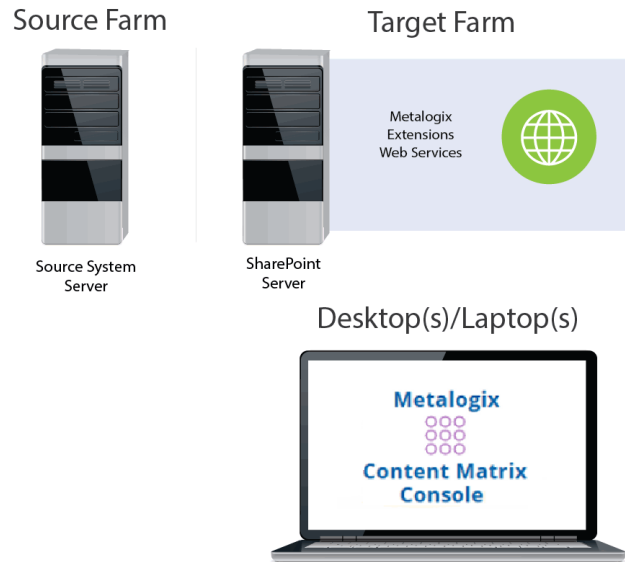 Source Farm
Target Farm
Metalogix
Extensions
Web Services
Source System
Server
SharePoint
Server
Desktop(s)/Laptop(s)
Metalogix
Content Matrix
Console